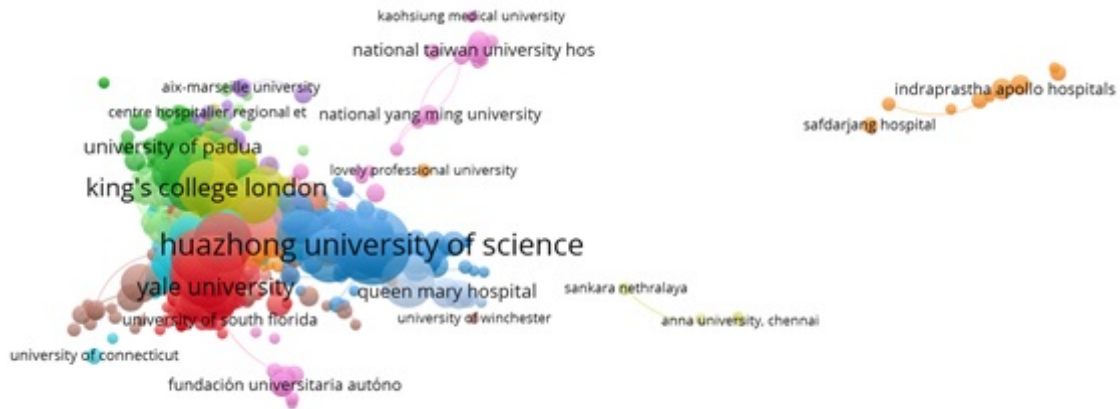 kaohsiung medical university
national taiwan university hos
aix-marseille university
indraprastha apollo hospitals
centre hospitalier regional et
national yang ming university
safdarjang hospital
university of padua
lovely professional university
king's college london
huazhong university of science
yale university
queen mary hospital
sankara nethralaya
university of south florida
university of winchester
anna university, chennai
university of connecticut
fundación universitaria autóno